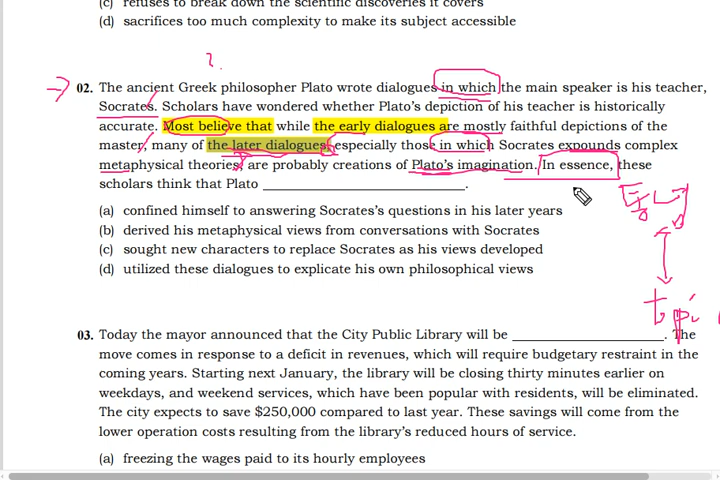 (c) refuses to break down the scientific discoveries it covers
(d) sacrifices too much complexity to make its subject accessible
?
02. The ancient Greek philosopher Plato wrote dialogues in which the main speaker is his teacher,
Socrates. Scholars have wondered whether Plato's depiction of his teacher is historically
accurate. Most believe that while the early dialogues are mostly faithful depictions of the
master, many of the later dialogues, especially those in which Socrates expounds complex
metaphysical theories, are probably creations of Plato's imagination. In essence, these
scholars think that Plato ______________________________.
(a) confined himself to answering Socrates's questions in his later years
(b) derived his metaphysical views from conversations with Socrates
(c) sought new characters to replace Socrates as his views developed
(d) utilized these dialogues to explicate his own philosophical views
topic
03. Today the mayor announced that the City Public Library will be ______________________. The
move comes in response to a deficit in revenues, which will require budgetary restraint in the
coming years. Starting next January, the library will be closing thirty minutes earlier on
weekdays, and weekend services, which have been popular with residents, will be eliminated.
The city expects to save $250,000 compared to last year. These savings will come from the
lower operation costs resulting from the library's reduced hours of service.
(a) freezing the wages paid to its hourly employees